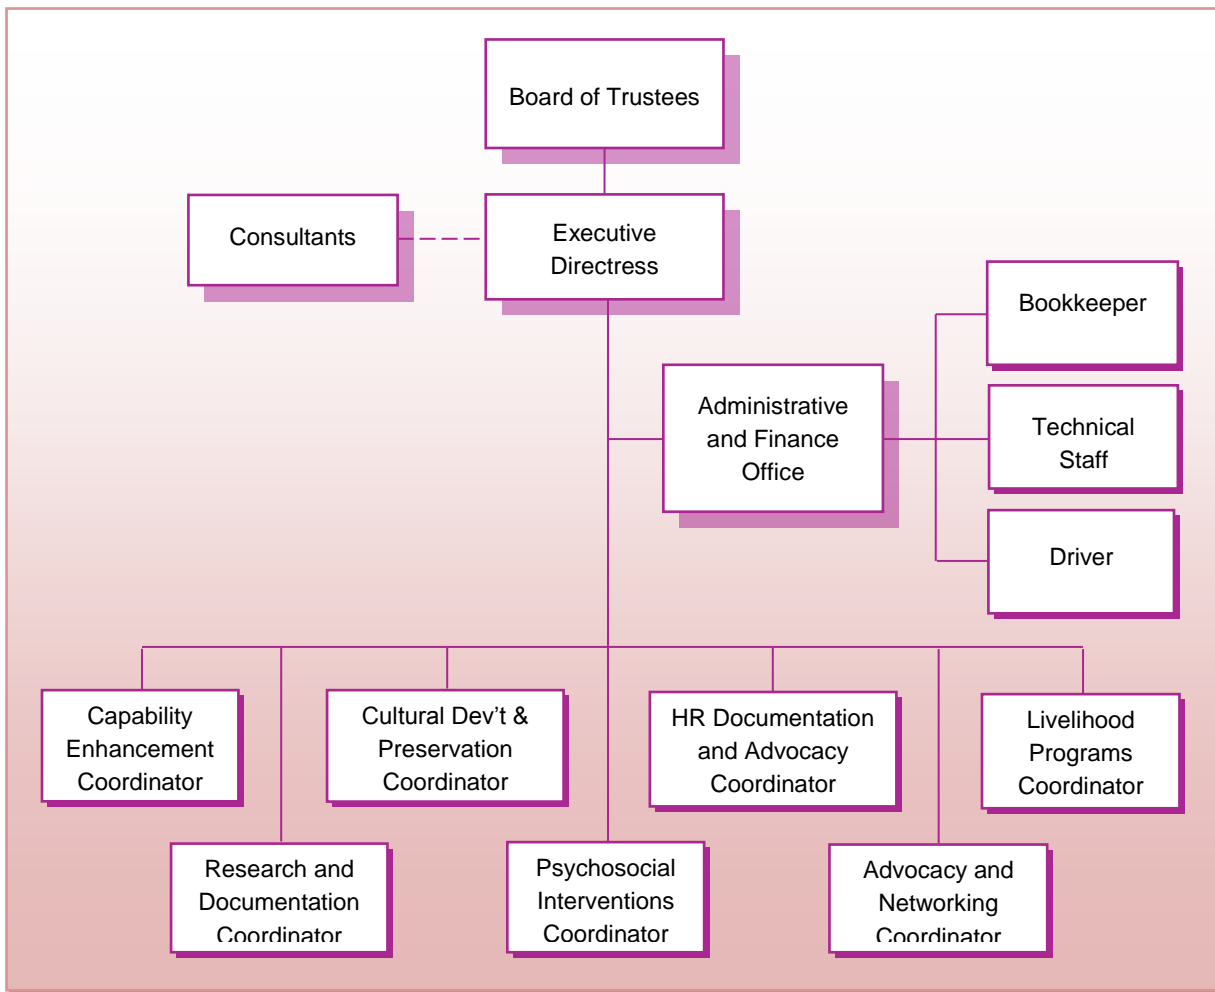 Board of Trustees
Consultants
Executive
Directress
Bookkeeper
Administrative
and Finance
Office
Technical
Staff
Driver
Capability
Enhancement
Coordinator
Cultural Dev’t &
Preservation
Coordinator
HR Documentation
and Advocacy
Coordinator
Livelihood
Programs
Coordinator
Research and
Documentation
Coordinator
Psychosocial
Interventions
Coordinator
Advocacy and
Networking
Coordinator